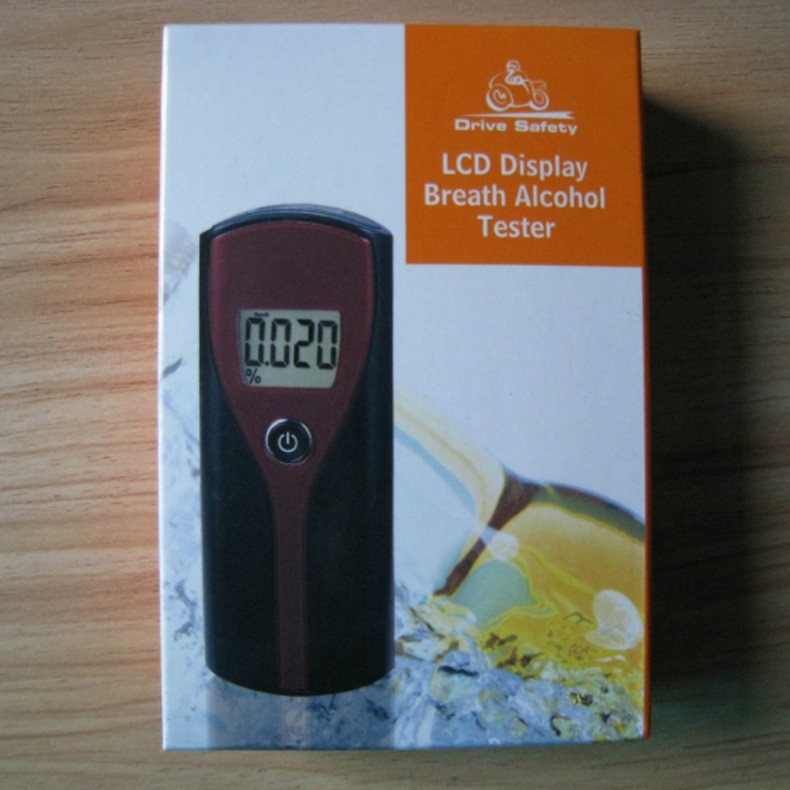 Drive Safety
LCD Display
Breath Alcohol
Tester
0.020
%